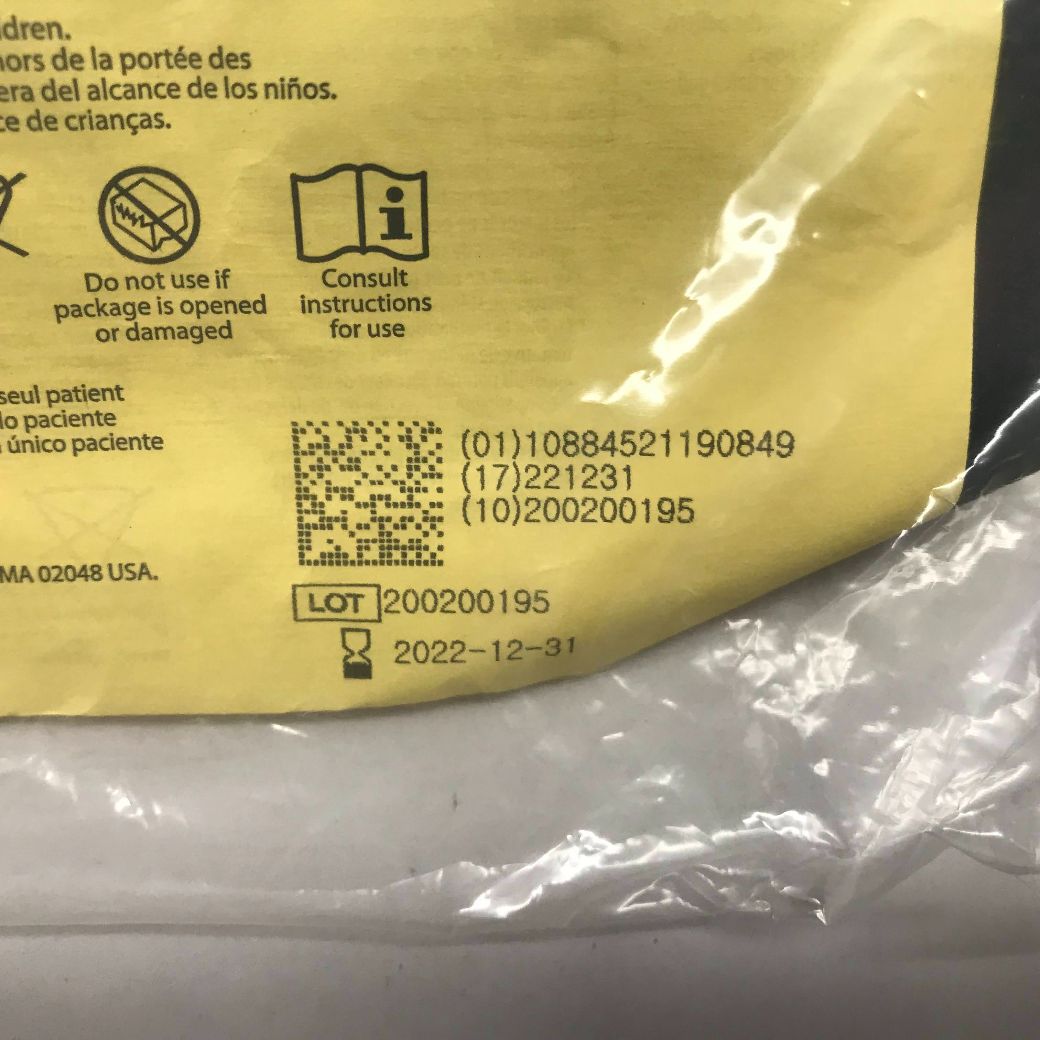 dren.
hors de la portée des
era del alcance de los niños.
ce de crianças.
Do not use if
package is opened
or damaged
Consult
instructions
for use
seul patient
lo paciente
único paciente
(01)10884521190849
(17)221231
(10)200200195
MA 02048 USA.
LOT 200200195
2022-12-31